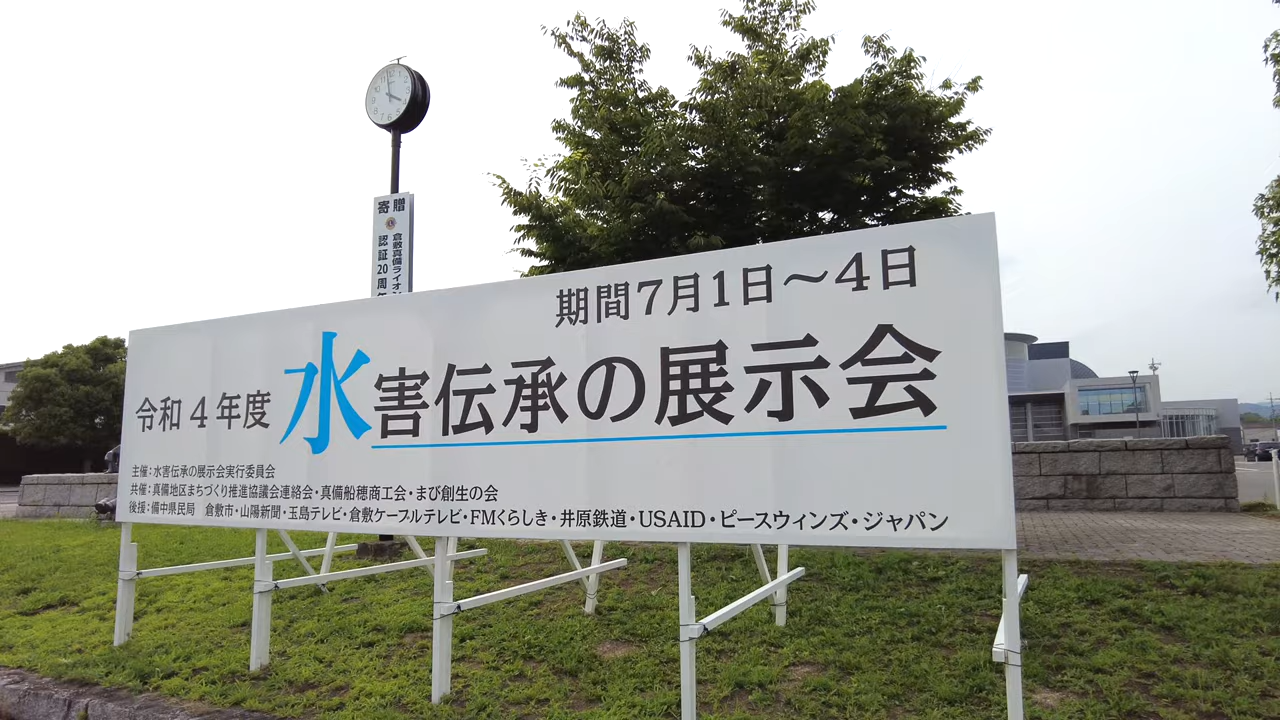 寄贈
倉敷真備ライオン
認証20周年
期間7月1日～4日
令和4年度 水害伝承の展示会
主催：水害伝承の展示会実行委員会
共催：真備地区まちづくり推進協議会連絡会・真備船穂商工会・まび創生の会
後援：備中県民局 倉敷市・山陽新聞・玉島テレビ・倉敷ケーブルテレビ・FMくらしき・井原鉄道・USAID・ピースウィンズ・ジャパン